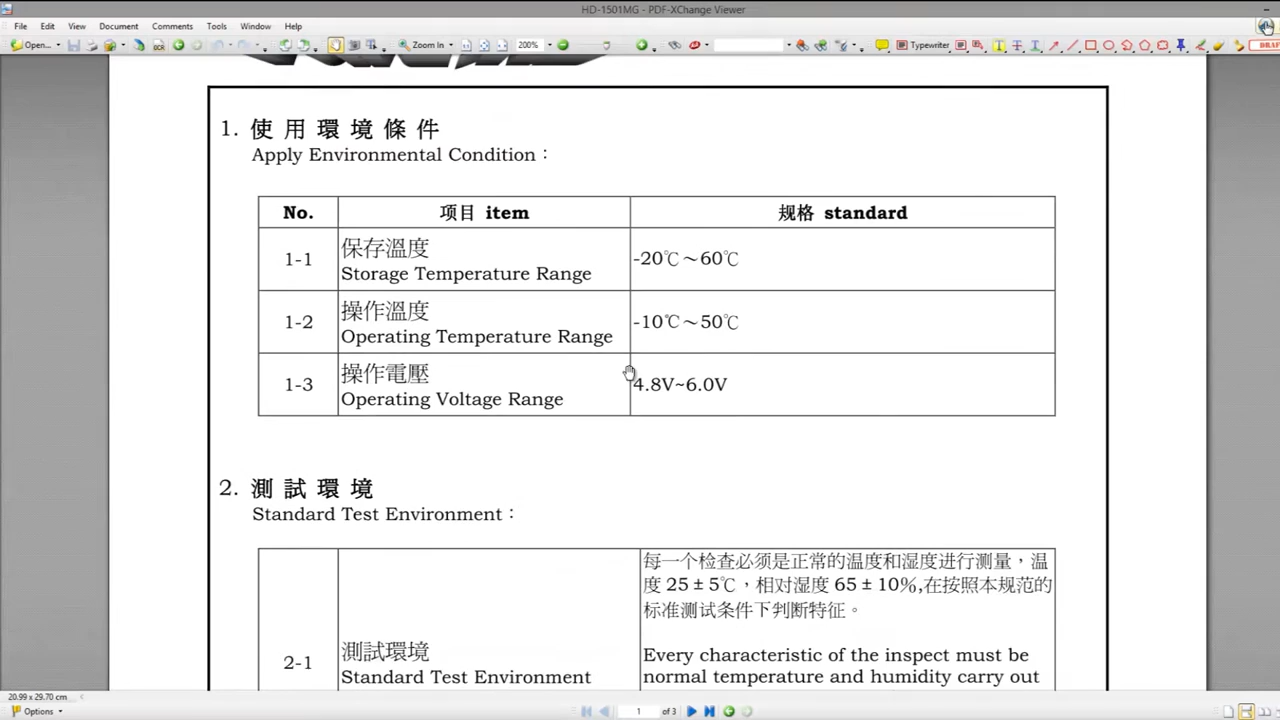 HD-1501MG - PDF-XChange Viewer
File Edit View Document Comments Tools Window Help
Open... Zoom In 200% Typewriter DRAF
1. 使用環境條件
Apply Environmental Condition：
No. 项目 item 规格 standard
1-1 保存溫度 Storage Temperature Range -20℃～60℃
1-2 操作溫度 Operating Temperature Range -10℃～50℃
1-3 操作電壓 Operating Voltage Range 4.8V~6.0V
2. 測試環境
Standard Test Environment：
2-1 測試環境 Standard Test Environment
每一个检查必须是正常的温度和湿度进行测量，温
度 25±5℃，相对湿度 65±10%,在按照本规范的
标准测试条件下判断特征。
Every characteristic of the inspect must be
normal temperature and humidity carry out
20.99 x 29.70 cm
Options 1 of 3